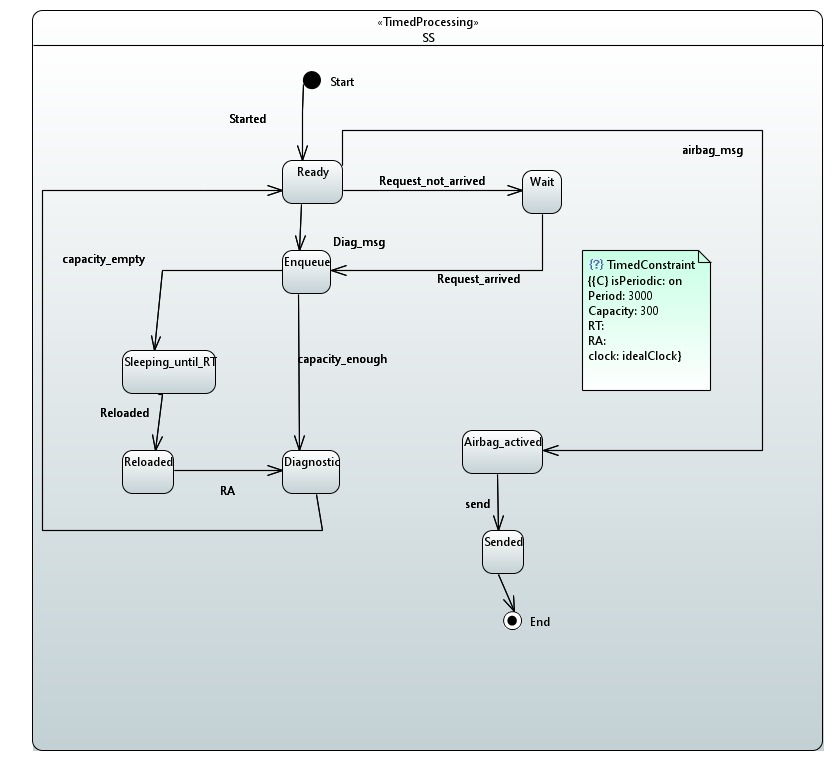 «TimedProcessing»
SS
Start
Started
airbag_msg
Ready
Request_not_arrived
Wait
Diag_msg
capacity_empty
Enqueue
Request_arrived
{?} TimedConstraint
{{C} isPeriodic: on
Period: 3000
Capacity: 300
RT:
RA:
clock: idealClock}
Sleeping_until_RT
capacity_enough
Reloaded
Airbag_actived
Reloaded
Diagnostic
RA
send
Sended
End